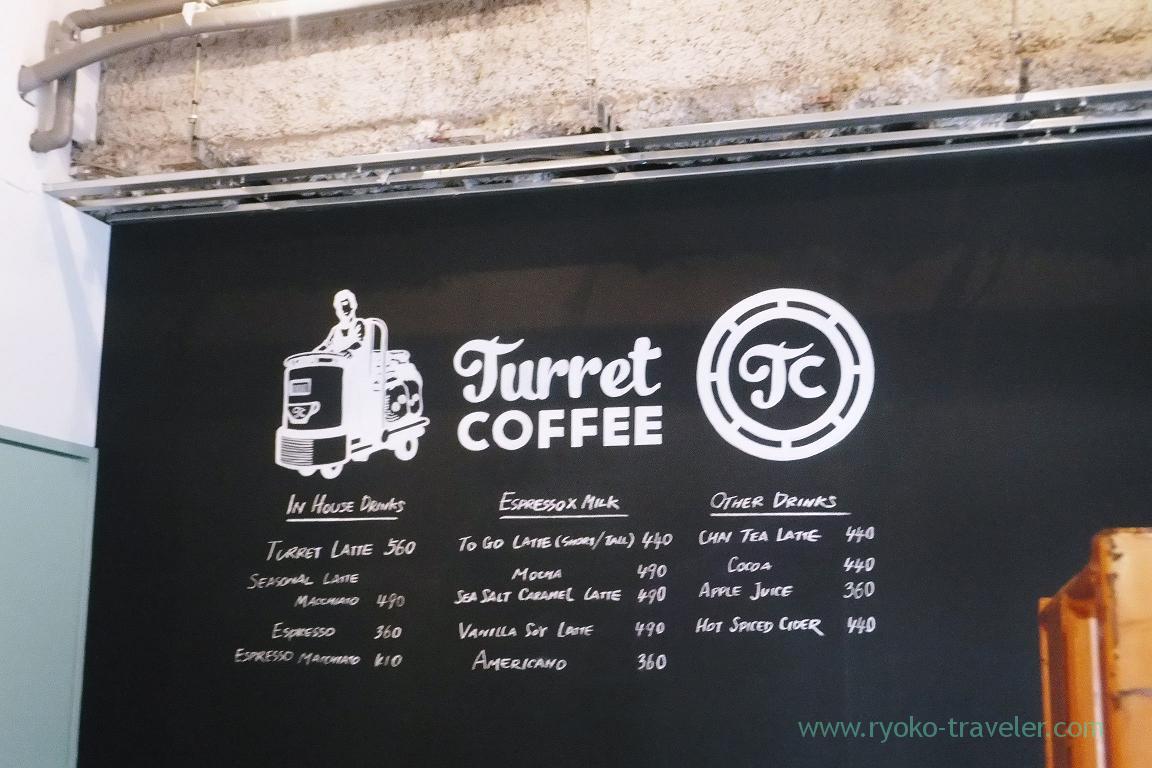 Turret
COFFEE
TC
IN HOUSE DRINKS
TURRET LATTE 560
SEASONAL LATTE
MACCHIATO 490
ESPRESSO 360
ESPRESSO MACCHIATO
ESPRESSO X MILK
TO GO LATTE (SHORT/TALL) 440
MOCHA 490
SEA SALT CARAMEL LATTE 490
VANILLA SOY LATTE 490
AMERICANO 360
OTHER DRINKS
CHAI TEA LATTE 440
COCOA 440
APPLE JUICE 360
HOT SPICED CIDER 440
www.ryoko-traveler.com